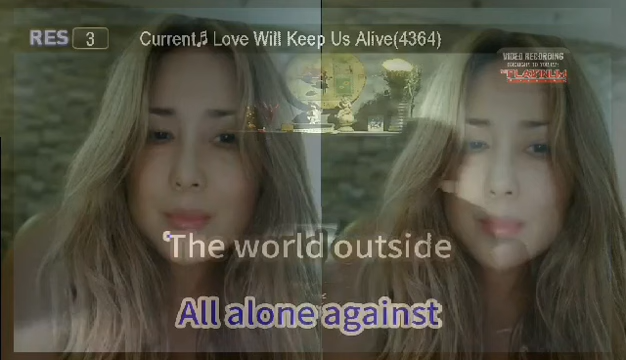 RES 3 Current♫ Love Will Keep Us Alive(4364)
VIDEO RECORDING
The world outside
All alone against